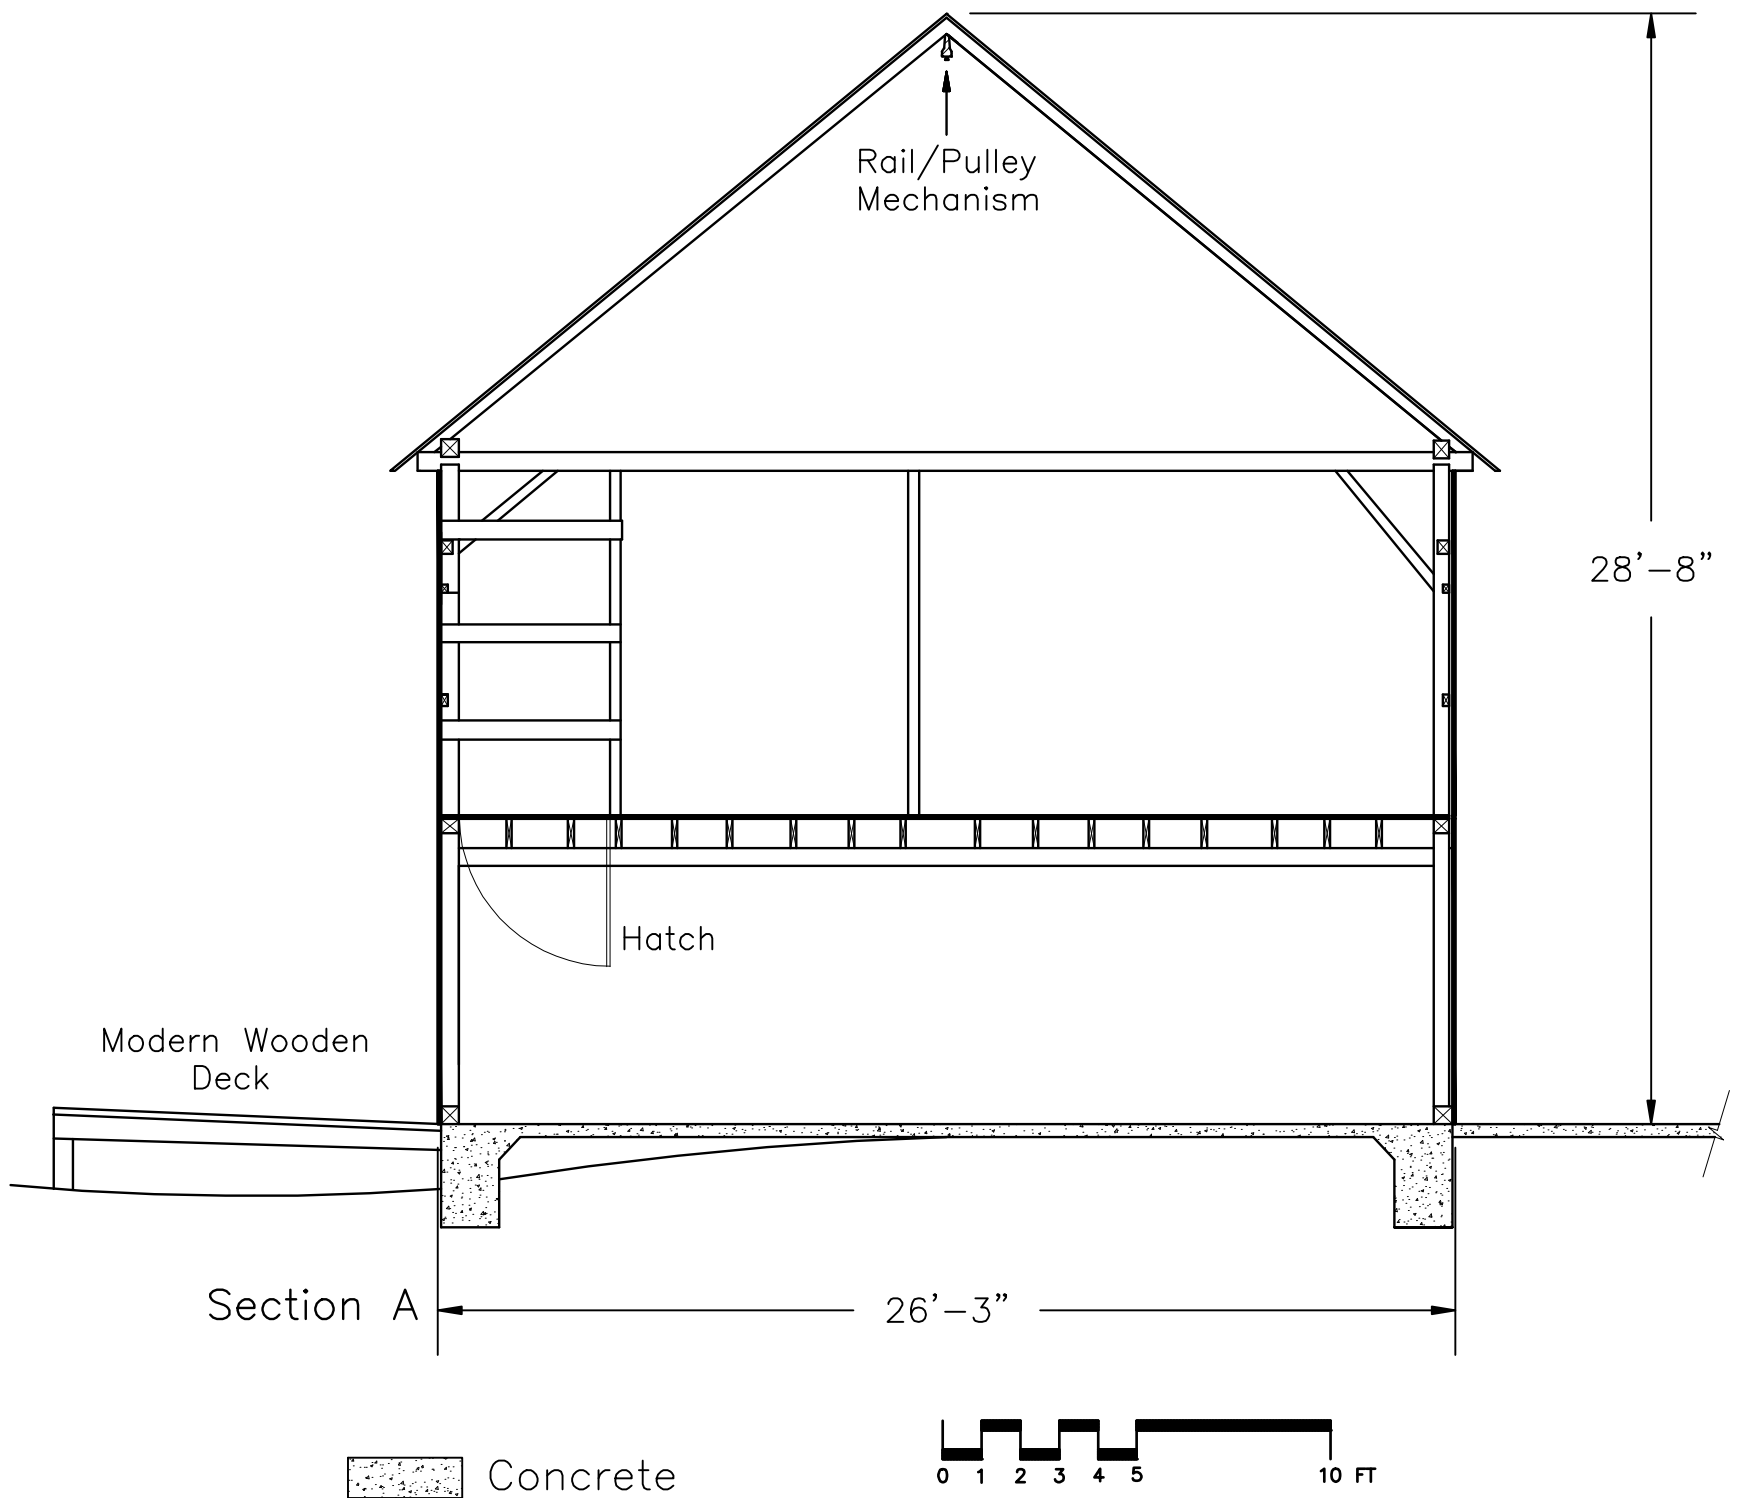 Rail/Pulley
Mechanism
28’-8”
Hatch
Modern Wooden
Deck
Section A
26’-3”
Concrete
0 1 2 3 4 5 10 FT